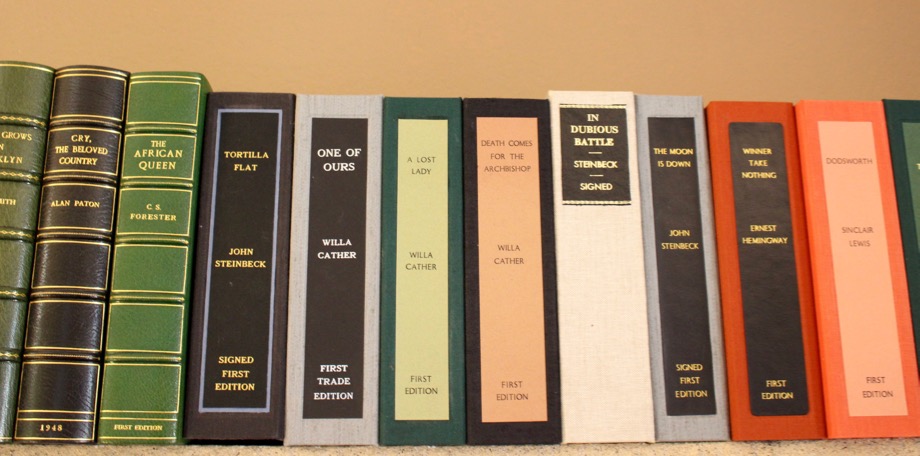 GROWS
CRY,
THE BELOVED
COUNTRY
ALAN PATON
1948
THE
AFRICAN
QUEEN
C.S.
FORESTER
FIRST EDITION
TORTILLA
FLAT
JOHN
STEINBECK
SIGNED
FIRST
EDITION
ONE OF
OURS
WILLA
CATHER
FIRST
TRADE
EDITION
A LOST
LADY
WILLA
CATHER
FIRST
EDITION
DEATH COMES
FOR THE
ARCHBISHOP
WILLA
CATHER
FIRST
EDITION
IN
DUBIOUS
BATTLE
STEINBECK
SIGNED
THE MOON
IS DOWN
JOHN
STEINBECK
SIGNED
FIRST
EDITION
WINNER
TAKE
NOTHING
ERNEST
HEMINGWAY
FIRST
EDITION
DODSWORTH
SINCLAIR
LEWIS
FIRST
EDITION